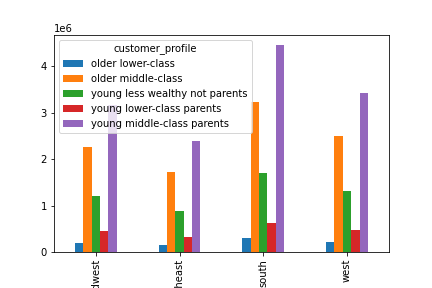 1e6
customer_profile
older lower-class
older middle-class
young less wealthy not parents
young lower-class parents
young middle-class parents
4
3
2
1
0
dwest
heast
south
west